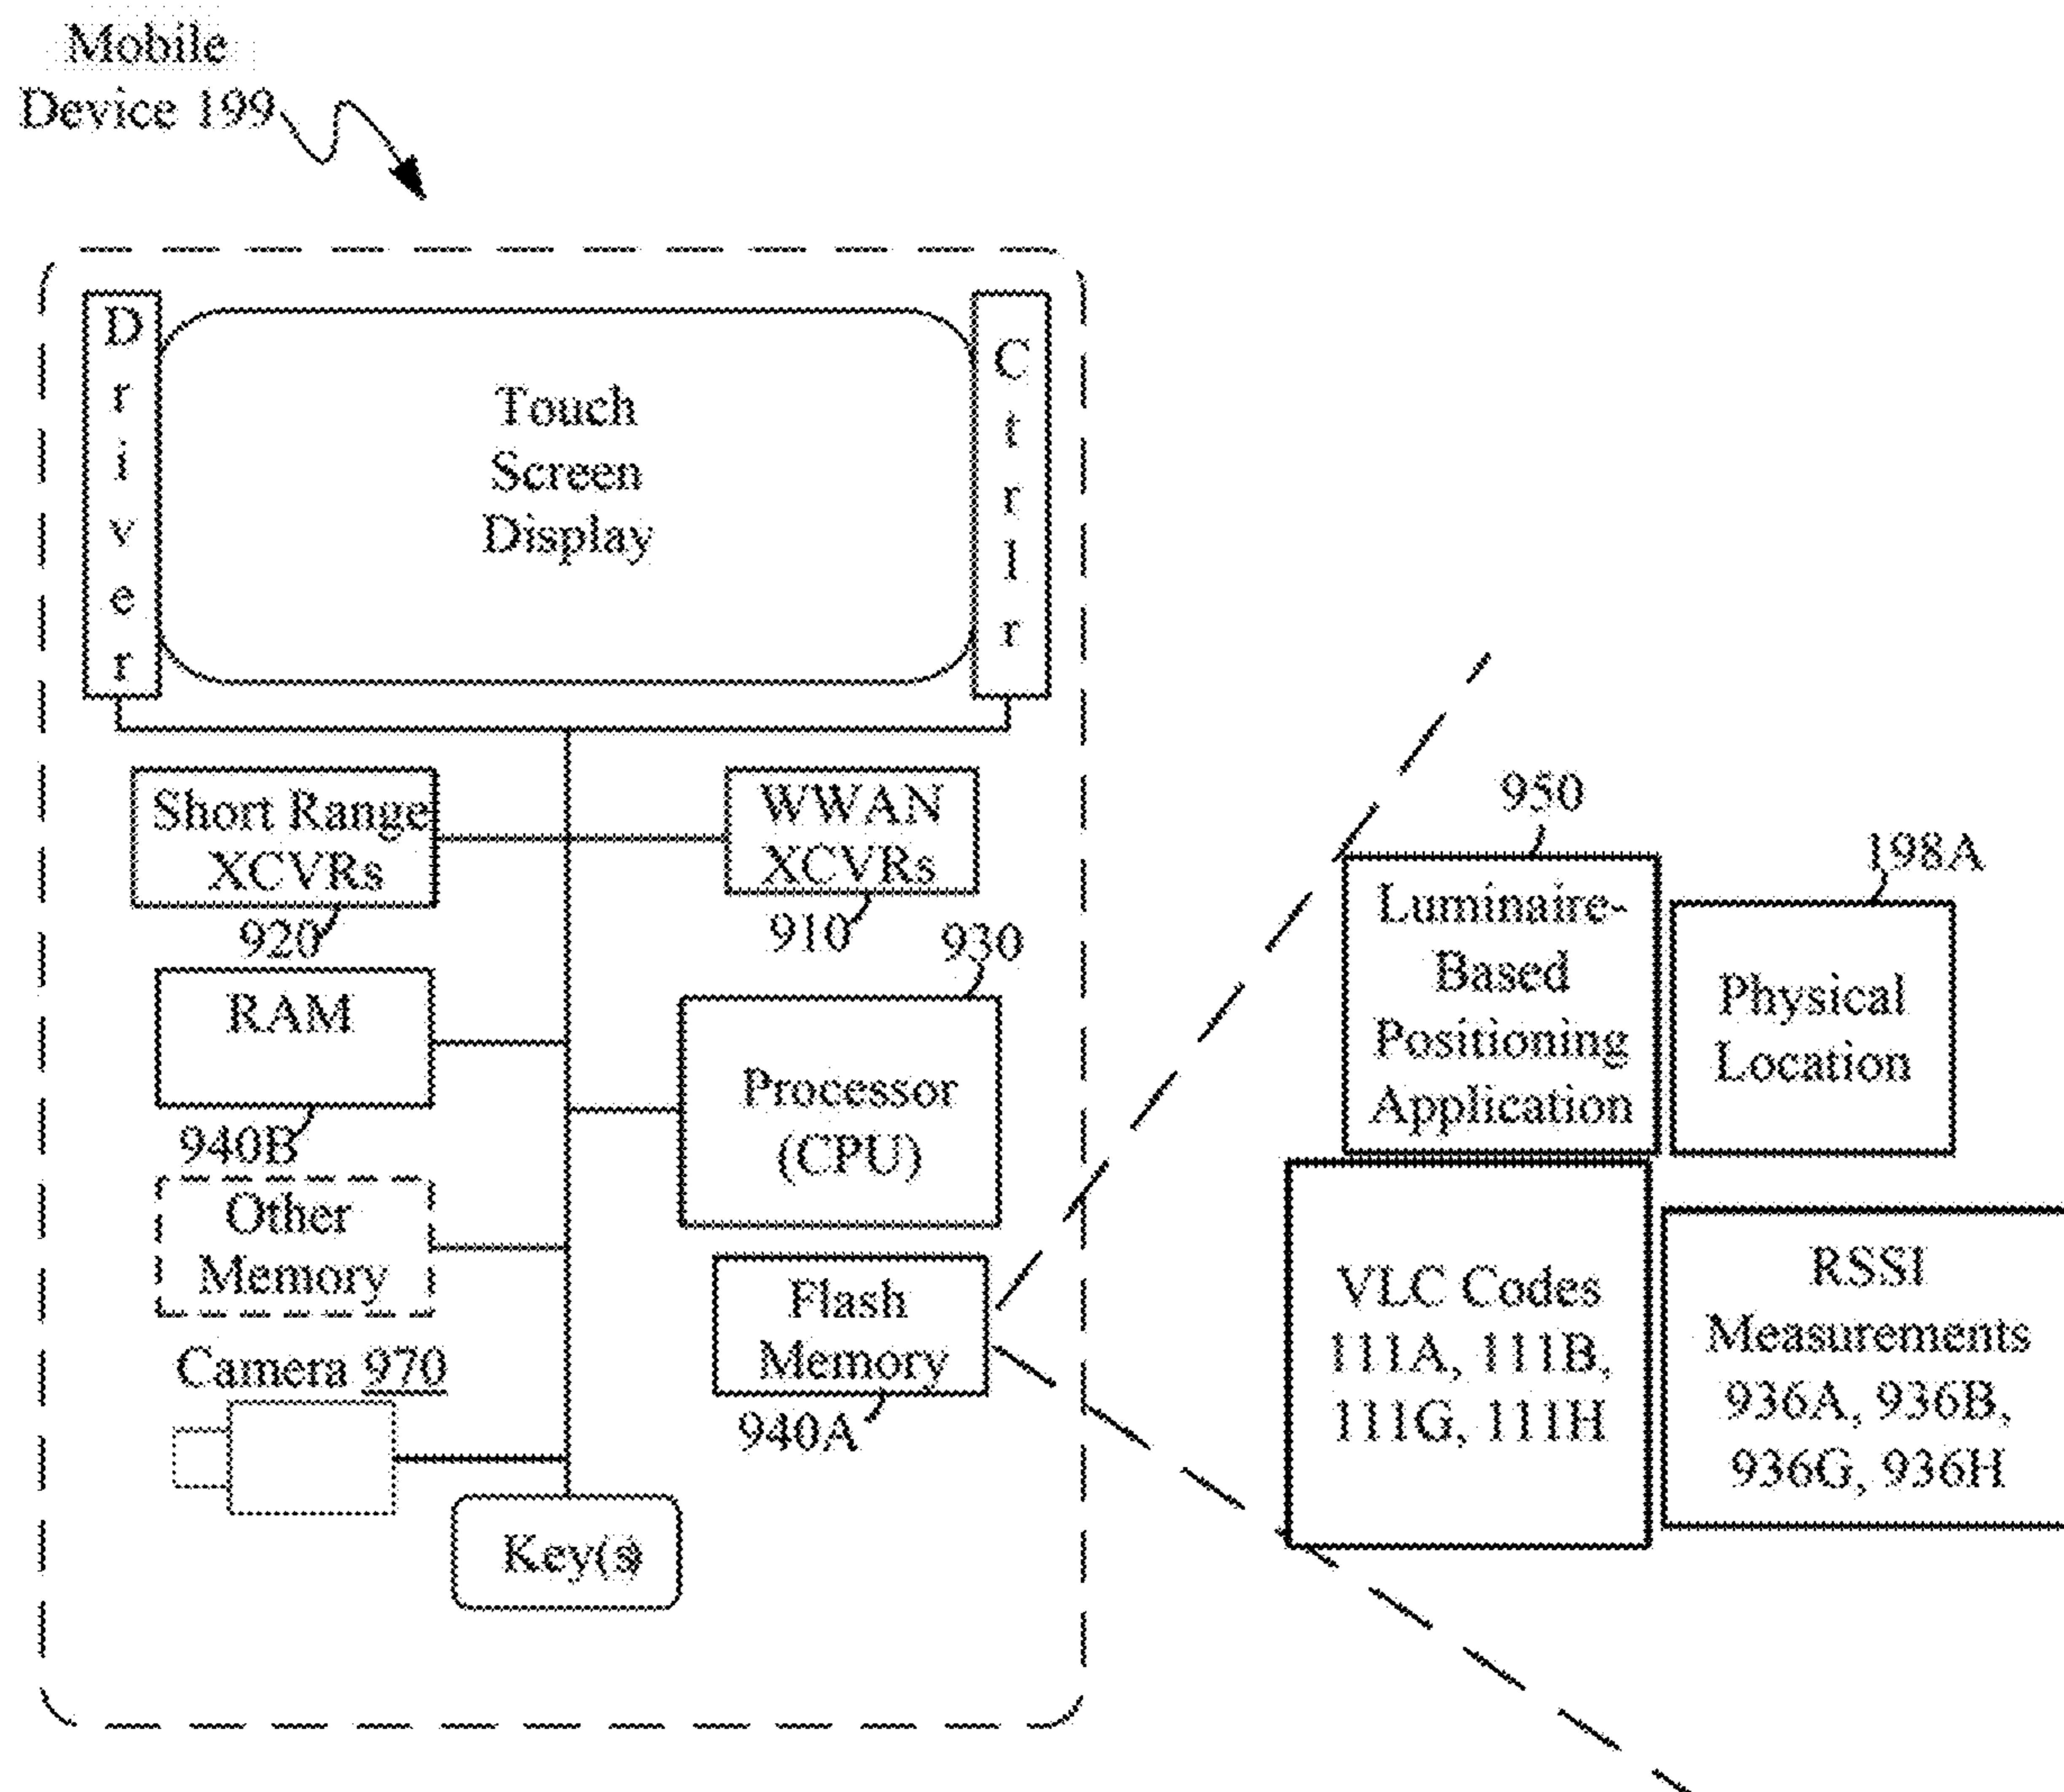 Mobile
Device 199
Driver
Touch
Screen
Display
Ctrlr
Short Range
XCVRs
920
WWAN
XCVRs
910
930
RAM
940B
Processor
(CPU)
Other
Memory
Flash
Memory
940A
Camera 970
Key(s)
950
Luminaire-
Based
Positioning
Application
198A
Physical
Location
VLC Codes
111A, 111B,
111G, 111H
RSSI
Measurements
936A, 936B,
936G, 936H